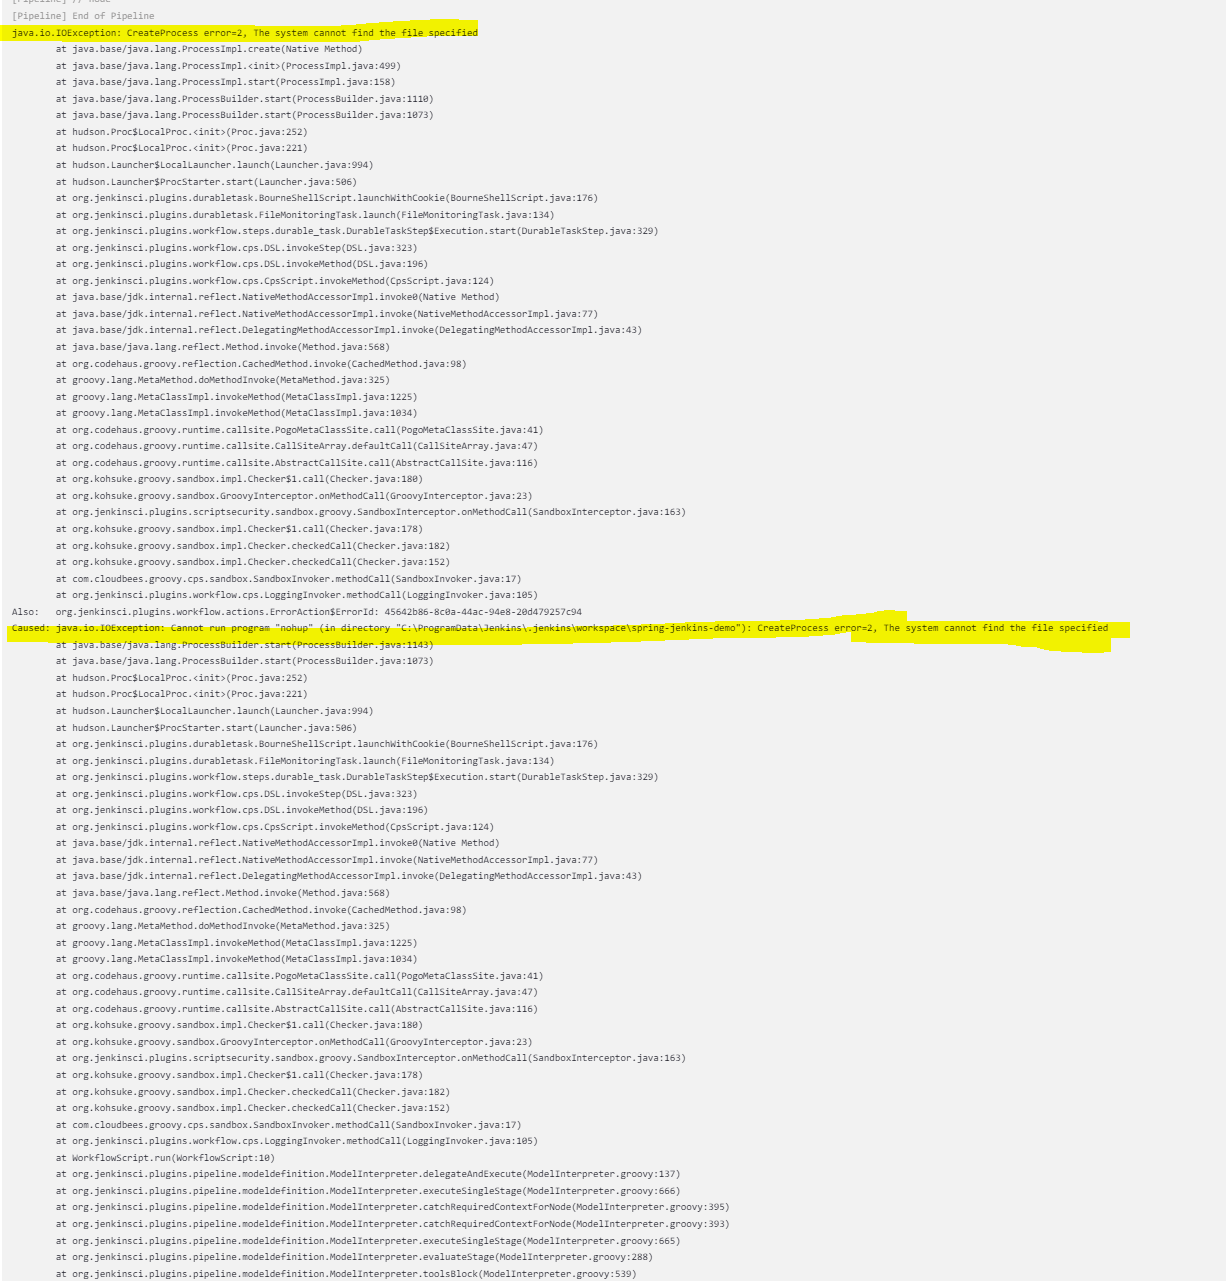 [Pipeline] // node
[Pipeline] End of Pipeline
java.io.IOException: CreateProcess error=2, The system cannot find the file specified
	at java.base/java.lang.ProcessImpl.create(Native Method)
	at java.base/java.lang.ProcessImpl.<init>(ProcessImpl.java:499)
	at java.base/java.lang.ProcessImpl.start(ProcessImpl.java:158)
	at java.base/java.lang.ProcessBuilder.start(ProcessBuilder.java:1110)
	at java.base/java.lang.ProcessBuilder.start(ProcessBuilder.java:1073)
	at hudson.Proc$LocalProc.<init>(Proc.java:252)
	at hudson.Proc$LocalProc.<init>(Proc.java:221)
	at hudson.Launcher$LocalLauncher.launch(Launcher.java:994)
	at hudson.Launcher$ProcStarter.start(Launcher.java:506)
	at org.jenkinsci.plugins.durabletask.BourneShellScript.launchWithCookie(BourneShellScript.java:176)
	at org.jenkinsci.plugins.durabletask.FileMonitoringTask.launch(FileMonitoringTask.java:134)
	at org.jenkinsci.plugins.workflow.steps.durable_task.DurableTaskStep$Execution.start(DurableTaskStep.java:329)
	at org.jenkinsci.plugins.workflow.cps.DSL.invokeStep(DSL.java:323)
	at org.jenkinsci.plugins.workflow.cps.DSL.invokeMethod(DSL.java:196)
	at org.jenkinsci.plugins.workflow.cps.CpsScript.invokeMethod(CpsScript.java:124)
	at java.base/jdk.internal.reflect.NativeMethodAccessorImpl.invoke0(Native Method)
	at java.base/jdk.internal.reflect.NativeMethodAccessorImpl.invoke(NativeMethodAccessorImpl.java:77)
	at java.base/jdk.internal.reflect.DelegatingMethodAccessorImpl.invoke(DelegatingMethodAccessorImpl.java:43)
	at java.base/java.lang.reflect.Method.invoke(Method.java:568)
	at org.codehaus.groovy.reflection.CachedMethod.invoke(CachedMethod.java:98)
	at groovy.lang.MetaMethod.doMethodInvoke(MetaMethod.java:325)
	at groovy.lang.MetaClassImpl.invokeMethod(MetaClassImpl.java:1225)
	at groovy.lang.MetaClassImpl.invokeMethod(MetaClassImpl.java:1034)
	at org.codehaus.groovy.runtime.callsite.PogoMetaClassSite.call(PogoMetaClassSite.java:41)
	at org.codehaus.groovy.runtime.callsite.CallSiteArray.defaultCall(CallSiteArray.java:47)
	at org.codehaus.groovy.runtime.callsite.AbstractCallSite.call(AbstractCallSite.java:116)
	at org.kohsuke.groovy.sandbox.impl.Checker$1.call(Checker.java:180)
	at org.kohsuke.groovy.sandbox.GroovyInterceptor.onMethodCall(GroovyInterceptor.java:23)
	at org.jenkinsci.plugins.scriptsecurity.sandbox.groovy.SandboxInterceptor.onMethodCall(SandboxInterceptor.java:163)
	at org.kohsuke.groovy.sandbox.impl.Checker$1.call(Checker.java:178)
	at org.kohsuke.groovy.sandbox.impl.Checker.checkedCall(Checker.java:182)
	at org.kohsuke.groovy.sandbox.impl.Checker.checkedCall(Checker.java:152)
	at com.cloudbees.groovy.cps.sandbox.SandboxInvoker.methodCall(SandboxInvoker.java:17)
	at org.jenkinsci.plugins.workflow.cps.LoggingInvoker.methodCall(LoggingInvoker.java:105)
Also:   org.jenkinsci.plugins.workflow.actions.ErrorAction$ErrorId: 45642b86-8c0a-44ac-94e8-20d479257c94
Caused: java.io.IOException: Cannot run program "nohup" (in directory "C:\ProgramData\Jenkins\.jenkins\workspace\spring-jenkins-demo"): CreateProcess error=2, The system cannot find the file specified
	at java.base/java.lang.ProcessBuilder.start(ProcessBuilder.java:1143)
	at java.base/java.lang.ProcessBuilder.start(ProcessBuilder.java:1073)
	at hudson.Proc$LocalProc.<init>(Proc.java:252)
	at hudson.Proc$LocalProc.<init>(Proc.java:221)
	at hudson.Launcher$LocalLauncher.launch(Launcher.java:994)
	at hudson.Launcher$ProcStarter.start(Launcher.java:506)
	at org.jenkinsci.plugins.durabletask.BourneShellScript.launchWithCookie(BourneShellScript.java:176)
	at org.jenkinsci.plugins.durabletask.FileMonitoringTask.launch(FileMonitoringTask.java:134)
	at org.jenkinsci.plugins.workflow.steps.durable_task.DurableTaskStep$Execution.start(DurableTaskStep.java:329)
	at org.jenkinsci.plugins.workflow.cps.DSL.invokeStep(DSL.java:323)
	at org.jenkinsci.plugins.workflow.cps.DSL.invokeMethod(DSL.java:196)
	at org.jenkinsci.plugins.workflow.cps.CpsScript.invokeMethod(CpsScript.java:124)
	at java.base/jdk.internal.reflect.NativeMethodAccessorImpl.invoke0(Native Method)
	at java.base/jdk.internal.reflect.NativeMethodAccessorImpl.invoke(NativeMethodAccessorImpl.java:77)
	at java.base/jdk.internal.reflect.DelegatingMethodAccessorImpl.invoke(DelegatingMethodAccessorImpl.java:43)
	at java.base/java.lang.reflect.Method.invoke(Method.java:568)
	at org.codehaus.groovy.reflection.CachedMethod.invoke(CachedMethod.java:98)
	at groovy.lang.MetaMethod.doMethodInvoke(MetaMethod.java:325)
	at groovy.lang.MetaClassImpl.invokeMethod(MetaClassImpl.java:1225)
	at groovy.lang.MetaClassImpl.invokeMethod(MetaClassImpl.java:1034)
	at org.codehaus.groovy.runtime.callsite.PogoMetaClassSite.call(PogoMetaClassSite.java:41)
	at org.codehaus.groovy.runtime.callsite.CallSiteArray.defaultCall(CallSiteArray.java:47)
	at org.codehaus.groovy.runtime.callsite.AbstractCallSite.call(AbstractCallSite.java:116)
	at org.kohsuke.groovy.sandbox.impl.Checker$1.call(Checker.java:180)
	at org.kohsuke.groovy.sandbox.GroovyInterceptor.onMethodCall(GroovyInterceptor.java:23)
	at org.jenkinsci.plugins.scriptsecurity.sandbox.groovy.SandboxInterceptor.onMethodCall(SandboxInterceptor.java:163)
	at org.kohsuke.groovy.sandbox.impl.Checker$1.call(Checker.java:178)
	at org.kohsuke.groovy.sandbox.impl.Checker.checkedCall(Checker.java:182)
	at org.kohsuke.groovy.sandbox.impl.Checker.checkedCall(Checker.java:152)
	at com.cloudbees.groovy.cps.sandbox.SandboxInvoker.methodCall(SandboxInvoker.java:17)
	at org.jenkinsci.plugins.workflow.cps.LoggingInvoker.methodCall(LoggingInvoker.java:105)
	at WorkflowScript.run(WorkflowScript:10)
	at org.jenkinsci.plugins.pipeline.modeldefinition.ModelInterpreter.delegateAndExecute(ModelInterpreter.groovy:137)
	at org.jenkinsci.plugins.pipeline.modeldefinition.ModelInterpreter.executeSingleStage(ModelInterpreter.groovy:666)
	at org.jenkinsci.plugins.pipeline.modeldefinition.ModelInterpreter.catchRequiredContextForNode(ModelInterpreter.groovy:395)
	at org.jenkinsci.plugins.pipeline.modeldefinition.ModelInterpreter.catchRequiredContextForNode(ModelInterpreter.groovy:393)
	at org.jenkinsci.plugins.pipeline.modeldefinition.ModelInterpreter.executeSingleStage(ModelInterpreter.groovy:665)
	at org.jenkinsci.plugins.pipeline.modeldefinition.ModelInterpreter.evaluateStage(ModelInterpreter.groovy:288)
	at org.jenkinsci.plugins.pipeline.modeldefinition.ModelInterpreter.toolsBlock(ModelInterpreter.groovy:539)